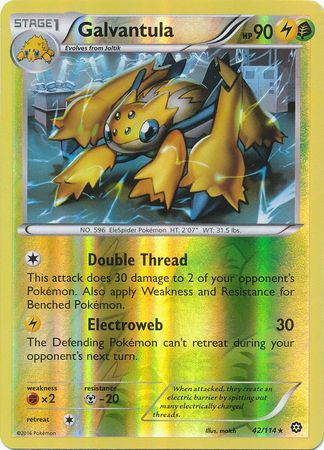 STAGE1
Galvantula
HP 90
Evolves from Joltik
NO. 596 EleSpider Pokémon HT: 2'07" WT: 31.5 lbs.
Double Thread
This attack does 30 damage to 2 of your opponent's
Pokémon. Also apply Weakness and Resistance for
Benched Pokémon.
Electroweb 30
The Defending Pokémon can't retreat during your
opponent's next turn.
weakness
×2
resistance
-20
retreat
When attacked, they create an
electric barrier by spitting out
many electrically charged
threads.
©2016 Pokémon
Illus. match
42/114